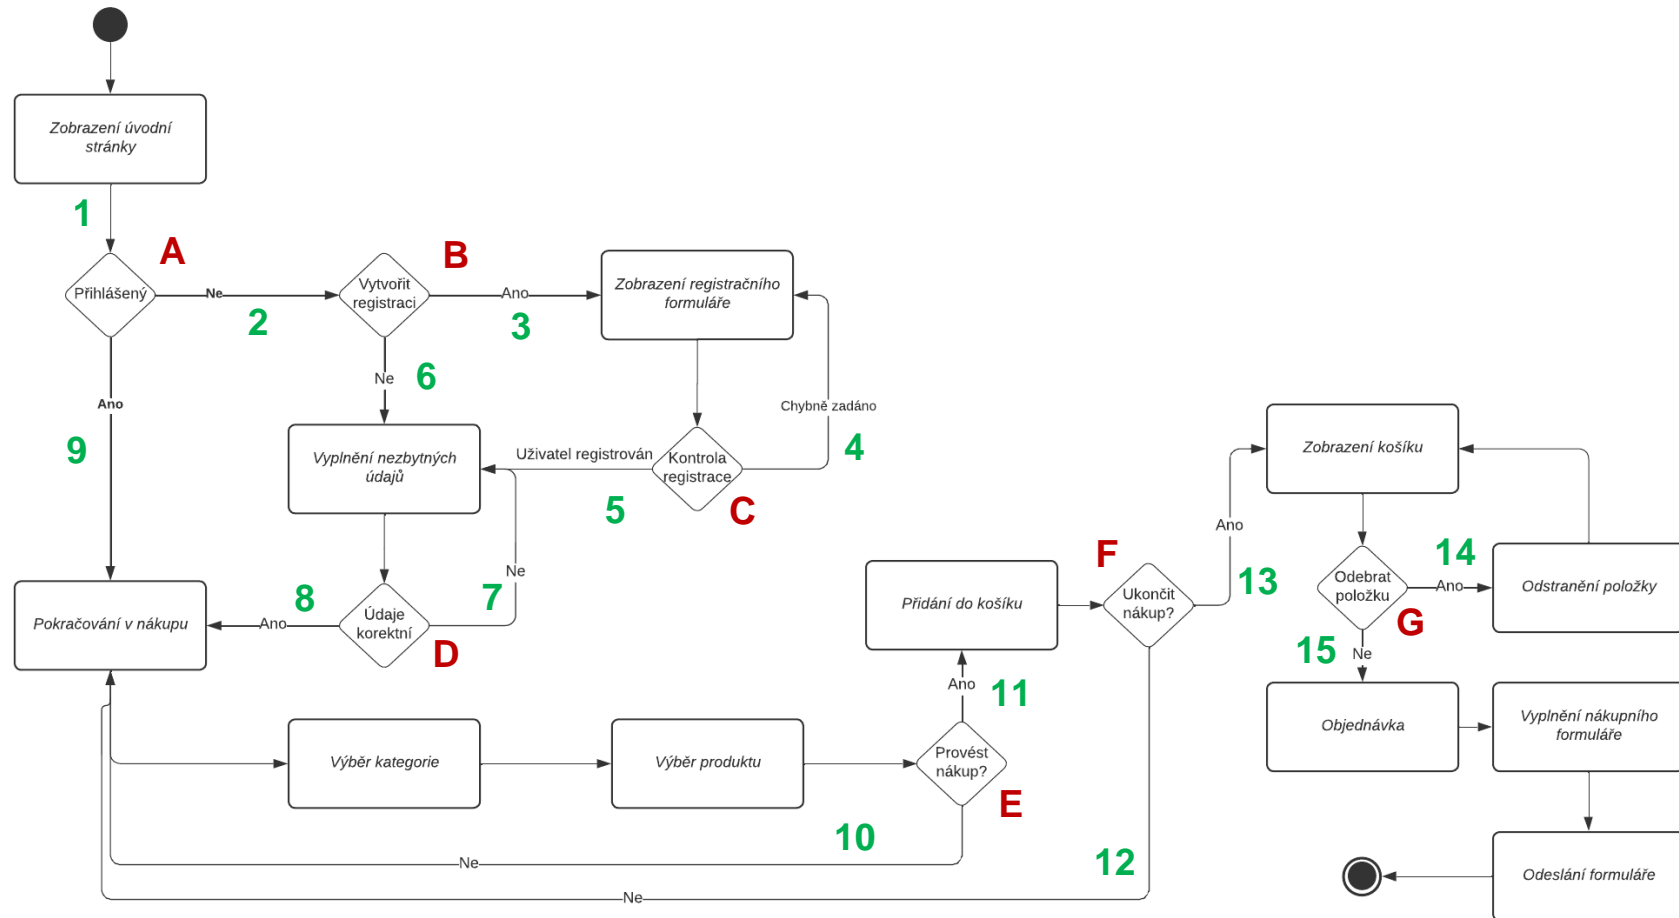 Zobrazení úvodní
stránky
1
A
B
Přihlášený
Ne
2
Vytvořit
registraci
Ano
3
Zobrazení registračního
formuláře
Ne
6
Ano
9
Chybně zadáno
4
Vyplnění nezbytných
údajů
Uživatel registrován
5
Kontrola
registrace
C
Zobrazení košíku
Ano
13
F
14
Ne
7
8
Ano
Údaje
korektní
D
Pokračování v nákupu
Přidání do košíku
Ukončit
nákup?
Odebrat
položku
Ano
G
Odstranění položky
15
Ne
Ano
11
Objednávka
Vyplnění nákupního
formuláře
Výběr kategorie
Výběr produktu
Provést
nákup?
E
10
Ne
12
Ne
Odeslání formuláře